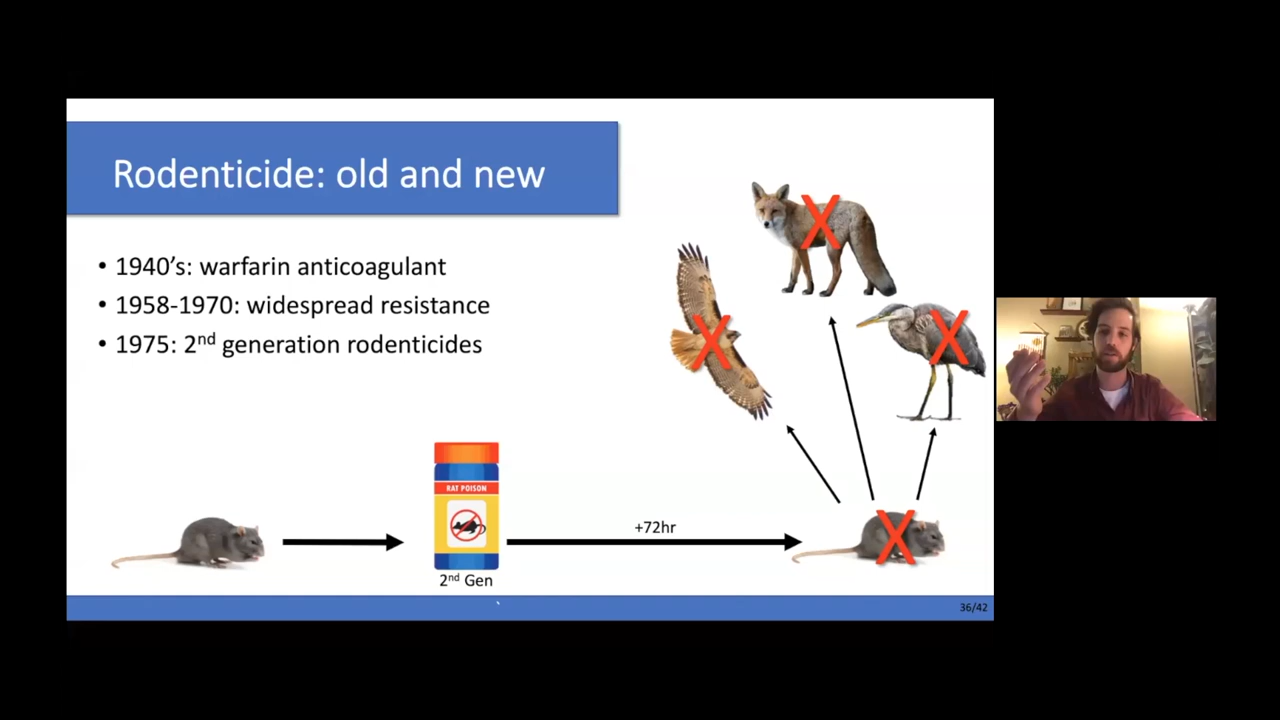 Rodenticide: old and new
• 1940's: warfarin anticoagulant
• 1958-1970: widespread resistance
• 1975: 2nd generation rodenticides
RAT POISON
+72hr
2nd Gen
36/42